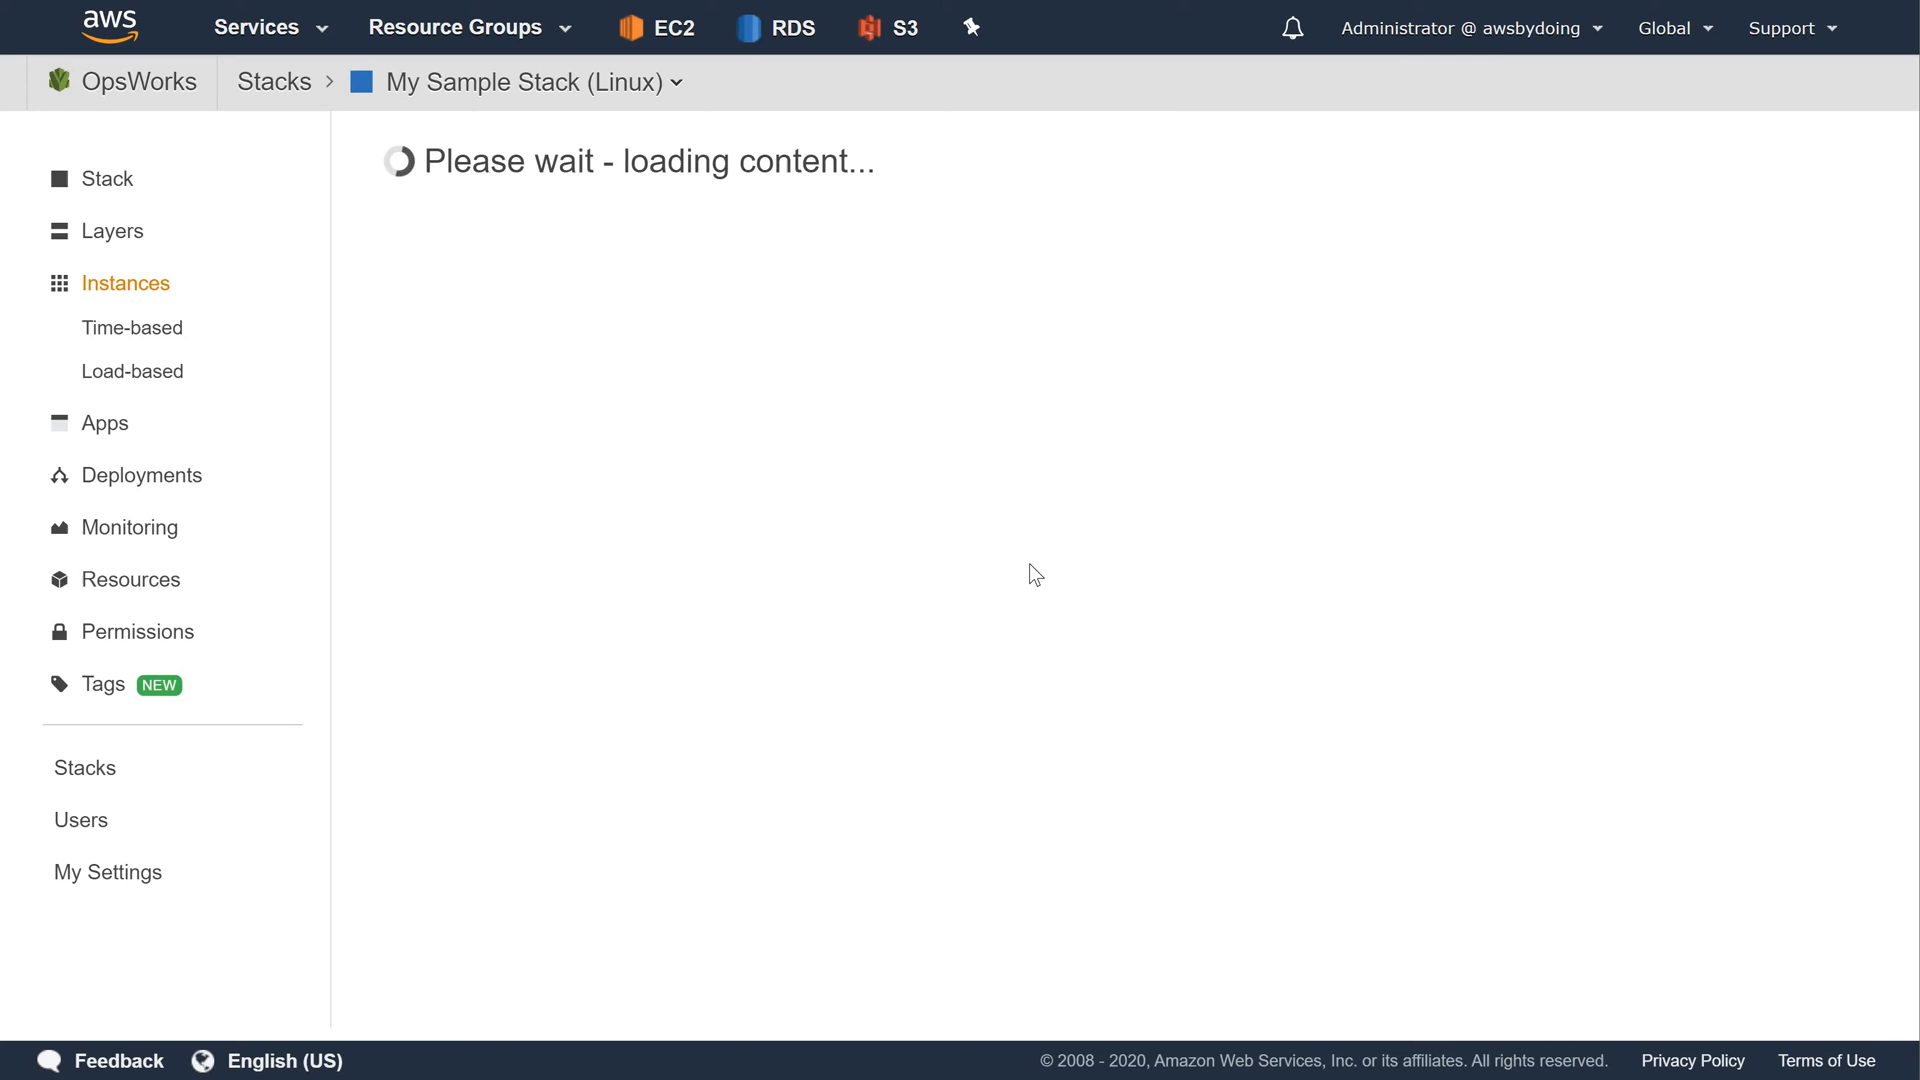 aws Services Resource Groups EC2 RDS S3 Administrator @ awsbydoing Global Support
OpsWorks Stacks > My Sample Stack (Linux)
Please wait - loading content...
Stack
Layers
Instances
Time-based
Load-based
Apps
Deployments
Monitoring
Resources
Permissions
Tags NEW
Stacks
Users
My Settings
Feedback English (US) © 2008 - 2020, Amazon Web Services, Inc. or its affiliates. All rights reserved. Privacy Policy Terms of Use